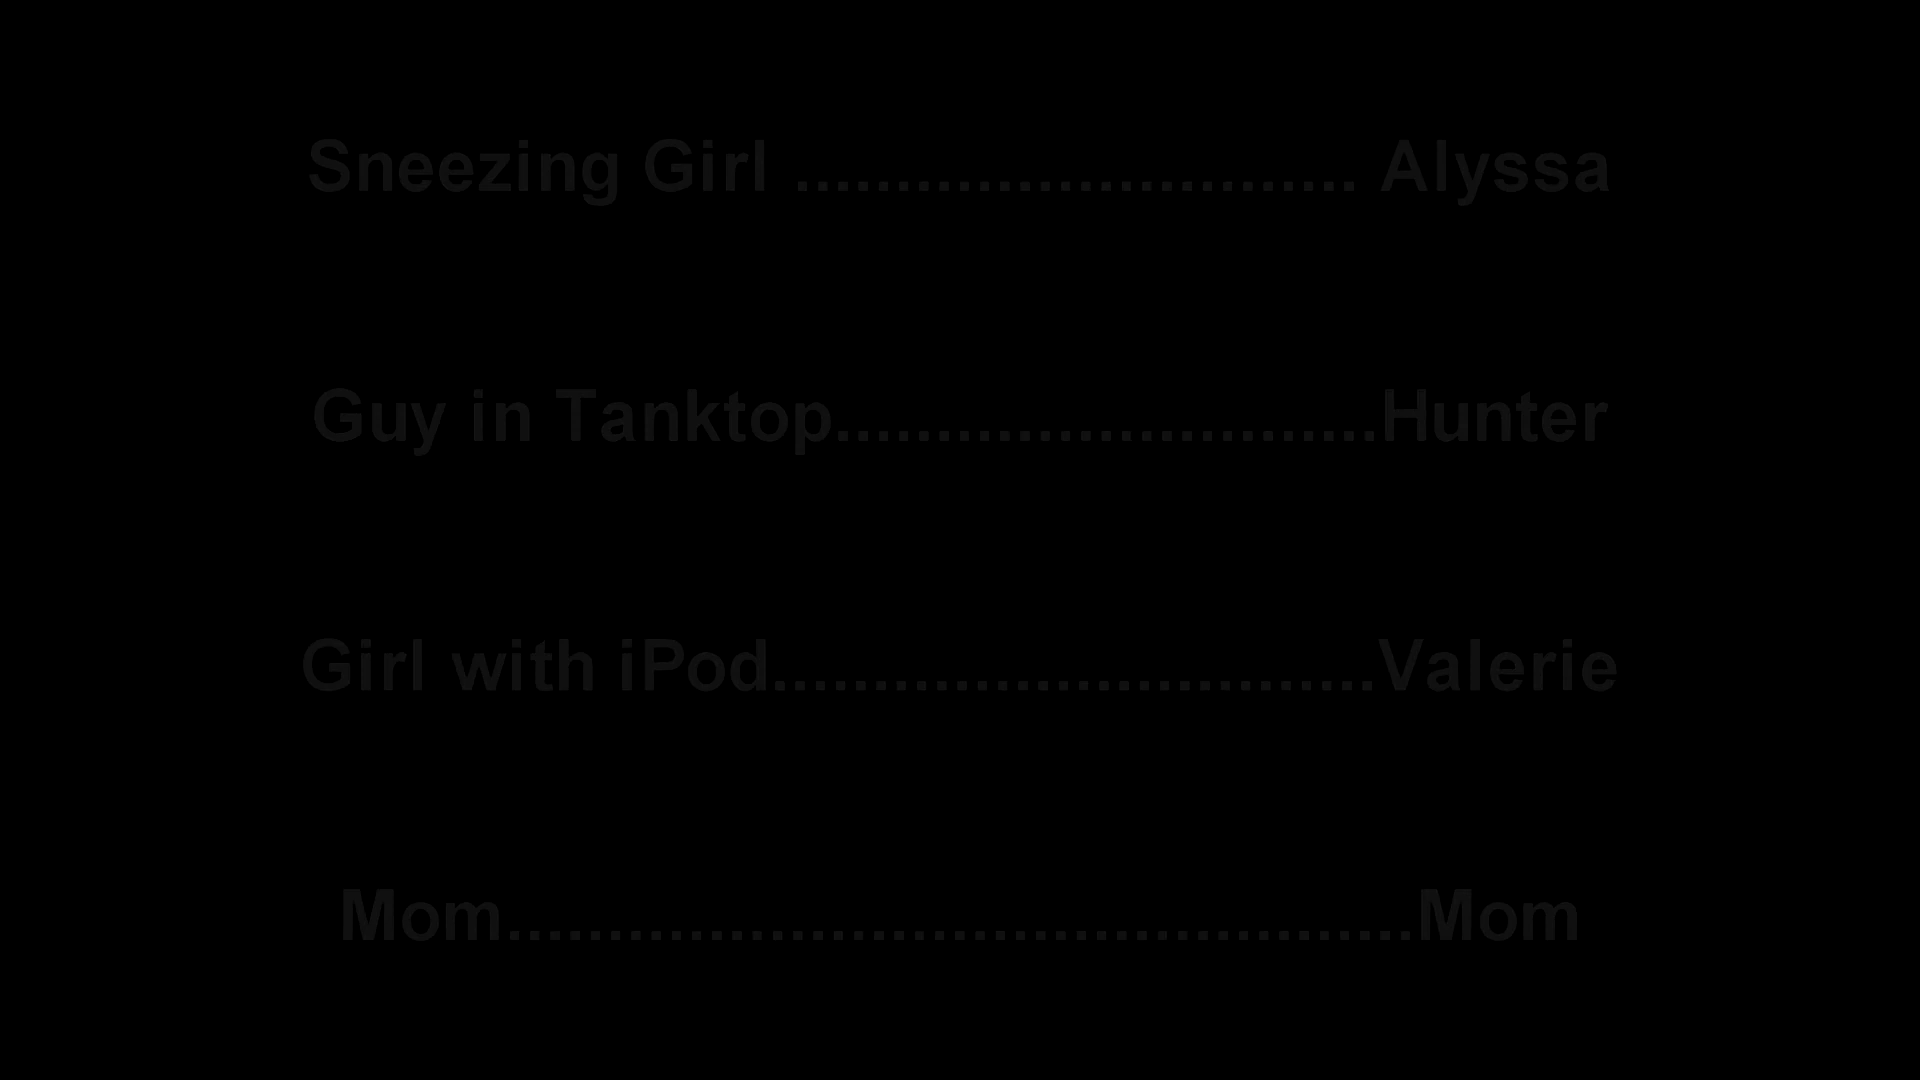 Sneezing Girl ............................ Alyssa
Guy in Tanktop...........................Hunter
Girl with iPod..............................Valerie
Mom.............................................Mom